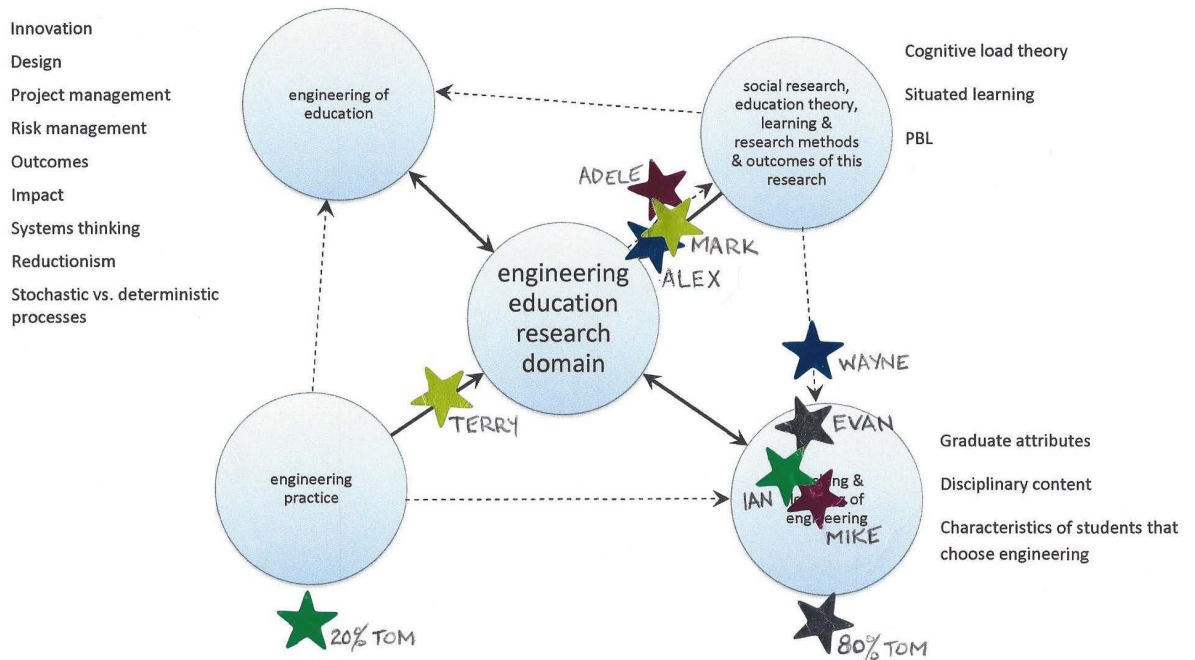 Innovation
Design
Project management
Risk management
Outcomes
Impact
Systems thinking
Reductionism
Stochastic vs. deterministic
processes
engineering of
education
social research,
education theory,
learning &
research methods
& outcomes of this
research
Cognitive load theory
Situated learning
PBL
ADELE
MARK
ALEX
engineering
education
research
domain
WAYNE
TERRY
EVAN
engineering
practice
IAN
&
of
engineering
MIKE
Graduate attributes
Disciplinary content
Characteristics of students that
choose engineering
20% TOM
80% TOM